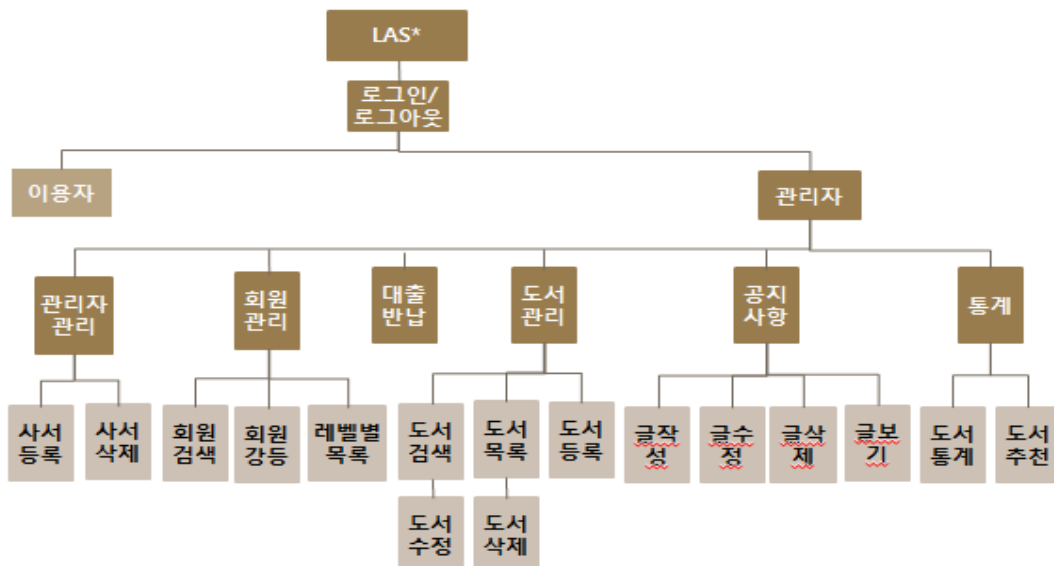 LAS*
로그인/
로그아웃
이용자
관리자
관리자
관리
회원
관리
대출
반납
도서
관리
공지
사항
통계
사서
등록
사서
삭제
회원
검색
회원
강등
레벨별
목록
도서
검색
도서
목록
도서
등록
글작
성
글수
정
글삭
제
글보
기
도서
통계
도서
추천
도서
수정
도서
삭제